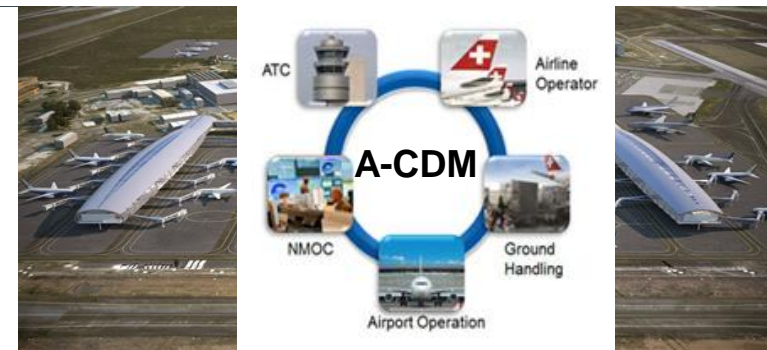 ATC
Airline
Operator
A-CDM
NMOC
Ground
Handling
Airport Operation